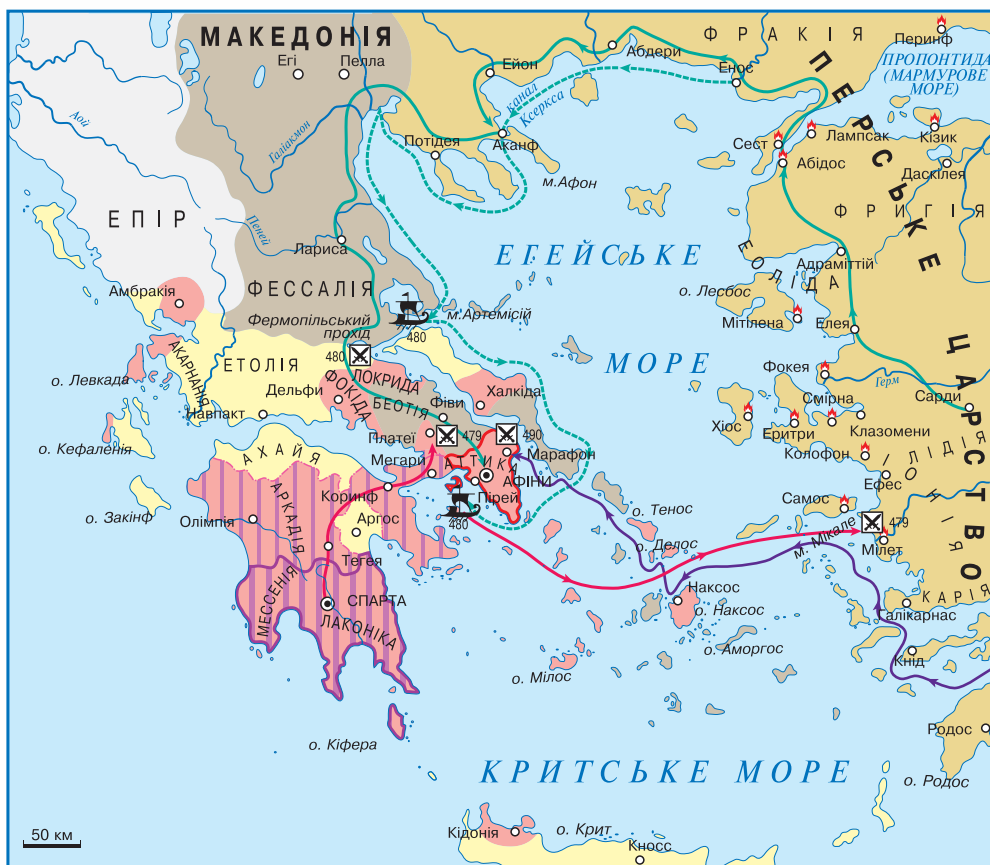 МАКЕДОНІЯ
Егі
Пелла
Аой
Галіакмон
Ейон
Абдери
ФРАКІЯ
Перинф
ПРОПОНТИДА
(МАРМУРОВЕ
МОРЕ)
Енос
канал
Ксеркса
Потідея
Аканф
м.Афон
Сест
Лампсак
Кізик
Абідос
Даскілея
ФРИГІЯ
ПЕРСЬКЕ ЦАРСТВО
ЕПІР
Пеней
Лариса
ЕГЕЙСЬКЕ
МОРЕ
ЕОЛІДА
Адраміттій
о. Лесбос
Мітілена
Елея
Амбракія
ФЕССАЛІЯ
Фермопільський
прохід
м.Артемісій
480
480
АКАРНАНІЯ
ЕТОЛІЯ
ЛОКРИДА
о. Левкада
Дельфи
ФОКІДА
БЕОТІЯ
Фіви
Халкіда
Фокея
Герм
Смірна
Сарди
Навпакт
Платеї
479
490
Марафон
Хіос
Еритри
Клазомени
Колофон
ЛІДІЯ
о. Кефаленія
АХАЙЯ
Мегари
АТТИКА
АФІНИ
Ефес
ІОНІЯ
Коринф
Пірей
480
Самос
о. Закінф
Олімпія
АРКАДІЯ
Аргос
о. Тенос
м. Мікале
479
Мілет
Тегея
о. Делос
МЕССЕНІЯ
СПАРТА
ЛАКОНІКА
Наксос
о. Наксос
КАРІЯ
Галікарнас
о. Аморгос
Кнід
о. Мілос
Родос
о. Родос
о. Кіфера
КРИТСЬКЕ МОРЕ
50 км
Кідонія
о. Крит
Кносс